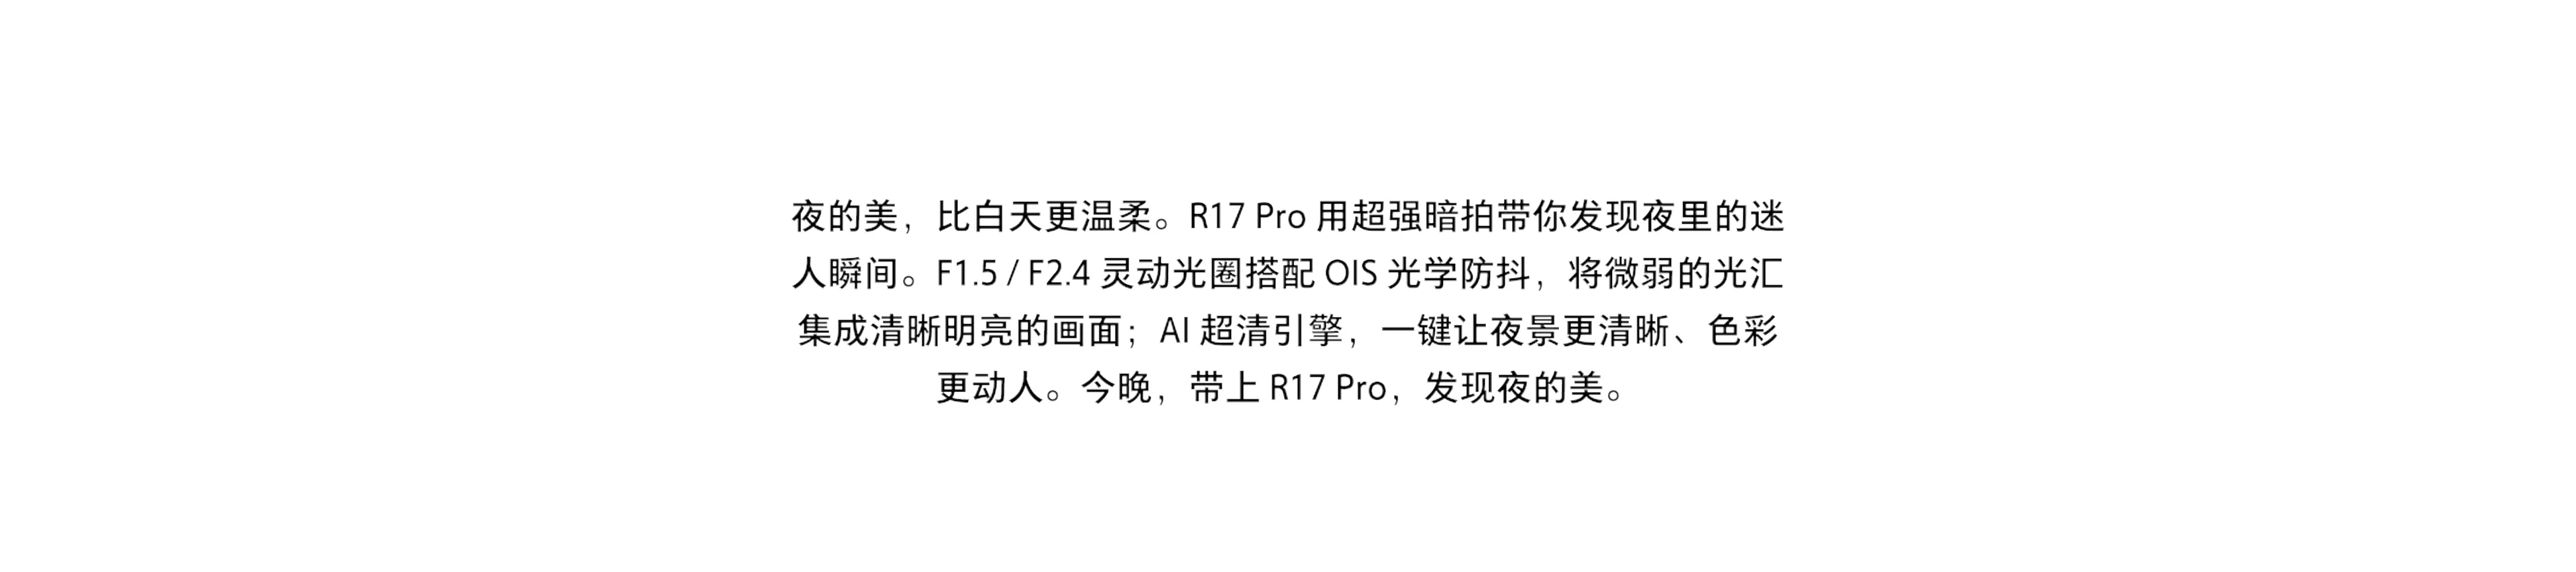 夜的美，比白天更温柔。R17 Pro 用超强暗拍带你发现夜里的迷
人瞬间。F1.5 / F2.4 灵动光圈搭配 OIS 光学防抖，将微弱的光汇
集成清晰明亮的画面；AI 超清引擎，一键让夜景更清晰、色彩
更动人。今晚，带上 R17 Pro，发现夜的美。